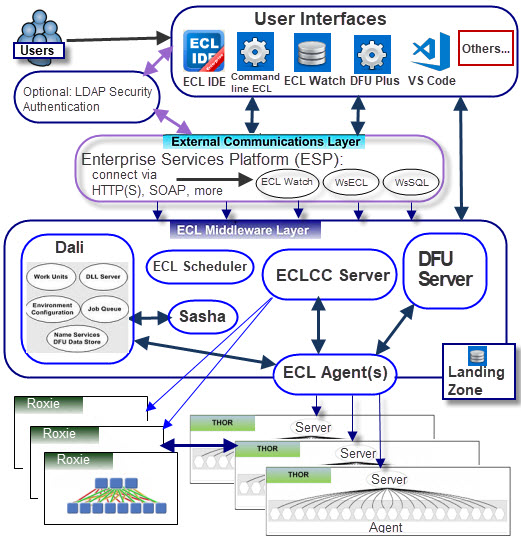 User Interfaces
Users
ECL
IDE
ECL IDE
Command
line ECL
ECL Watch
DFU Plus
VS Code
Others...
Optional: LDAP Security
Authentication
External Communications Layer
Enterprise Services Platform (ESP):
connect via
HTTP(S), SOAP, more
ECL Watch
WsECL
WsSQL
ECL Middleware Layer
Dali
Work Units
DLL Server
Environment
Configuration
Job Queue
Name Services
DFU Data Store
ECL Scheduler
Sasha
ECLCC Server
DFU
Server
ECL Agent(s)
Landing
Zone
Roxie
Roxie
Roxie
THOR
Server
THOR
Server
THOR
Server
Agent